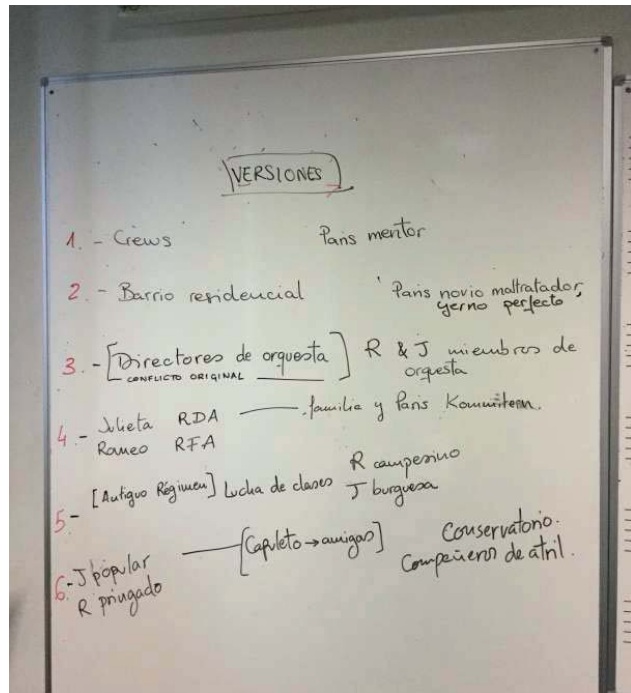 VERSIONES
1. - Crews Paris mentor
2. - Barrio residencial Paris novio maltratador,
yerno perfecto
3. - [Directores de orquesta] R & J miembros de
CONFLICTO ORIGINAL orquesta
4.- Julieta RDA familia y Paris Kommintern.
Romeo RFA
5- [Antiguo Régimen] Lucha de clases R campesino
J burguesa
6.- J popular [Capuleto → amigas] Conservatorio.
R pringado Compañeros de atril.